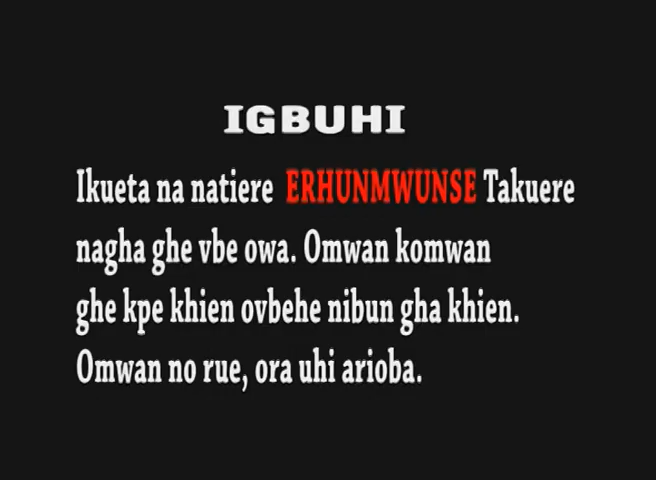 IGBUHI
Ikueta na natiere ERHUNMWUNSE Takuere
nagha ghe vbe owa. Omwan komwan
ghe kpe khien ovbehe nibun gha khien.
Omwan no rue, ora uhi arioba.